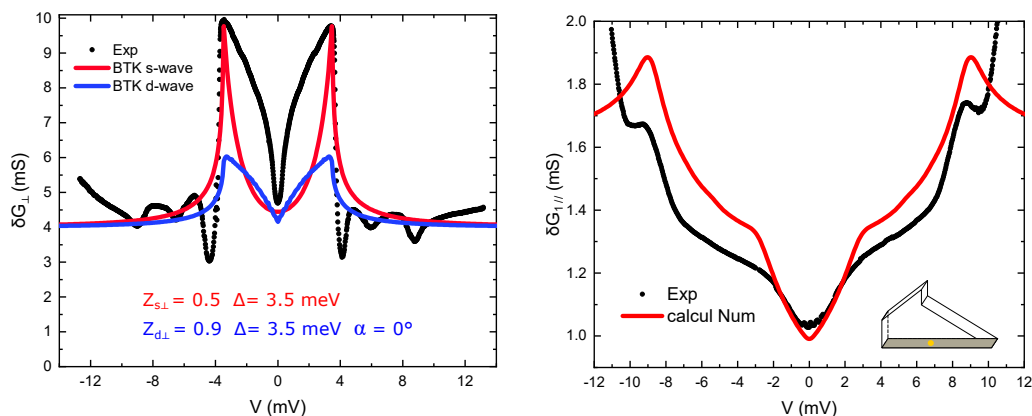 10
9
8
7
6
5
4
3
2
1
0
δG⊥ (mS)
Exp
BTK s-wave
BTK d-wave
Zs⊥ = 0.5 Δ= 3.5 meV
Zd⊥ = 0.9 Δ= 3.5 meV α = 0°
-12 -8 -4 0 4 8 12
V (mV)
2.0
1.8
1.6
1.4
1.2
1.0
δG1// (mS)
Exp
calcul Num
-12 -10 -8 -6 -4 -2 0 2 4 6 8 10 12
V (mV)